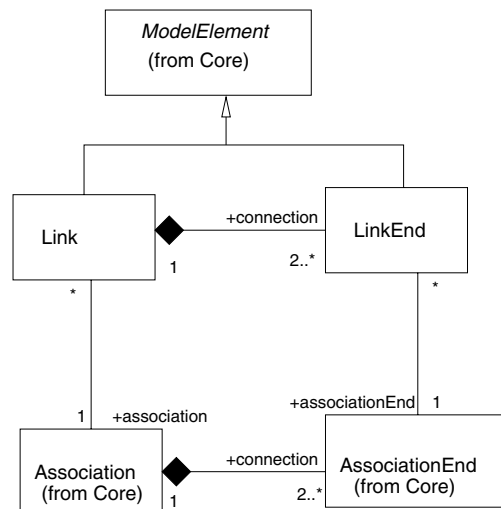 ModelElement
(from Core)
Link
+connection
LinkEnd
1
2..*
*
*
1
+association
+associationEnd
1
Association
(from Core)
+connection
AssociationEnd
(from Core)
1
2..*